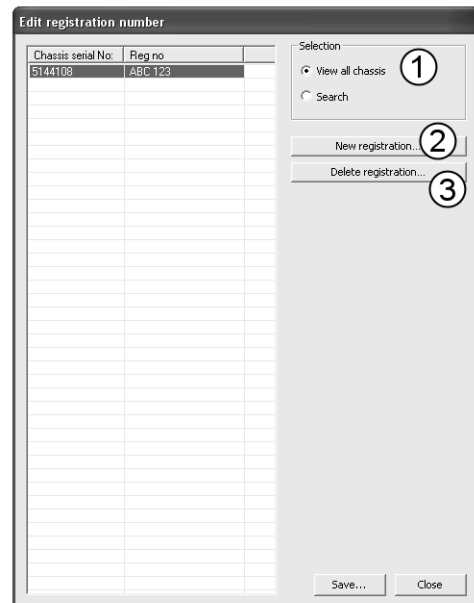 Edit registration number
Chassis serial No: Reg no
5144108 ABC 123
Selection
View all chassis 1
Search
New registration... 2
Delete registration... 3
Save... Close